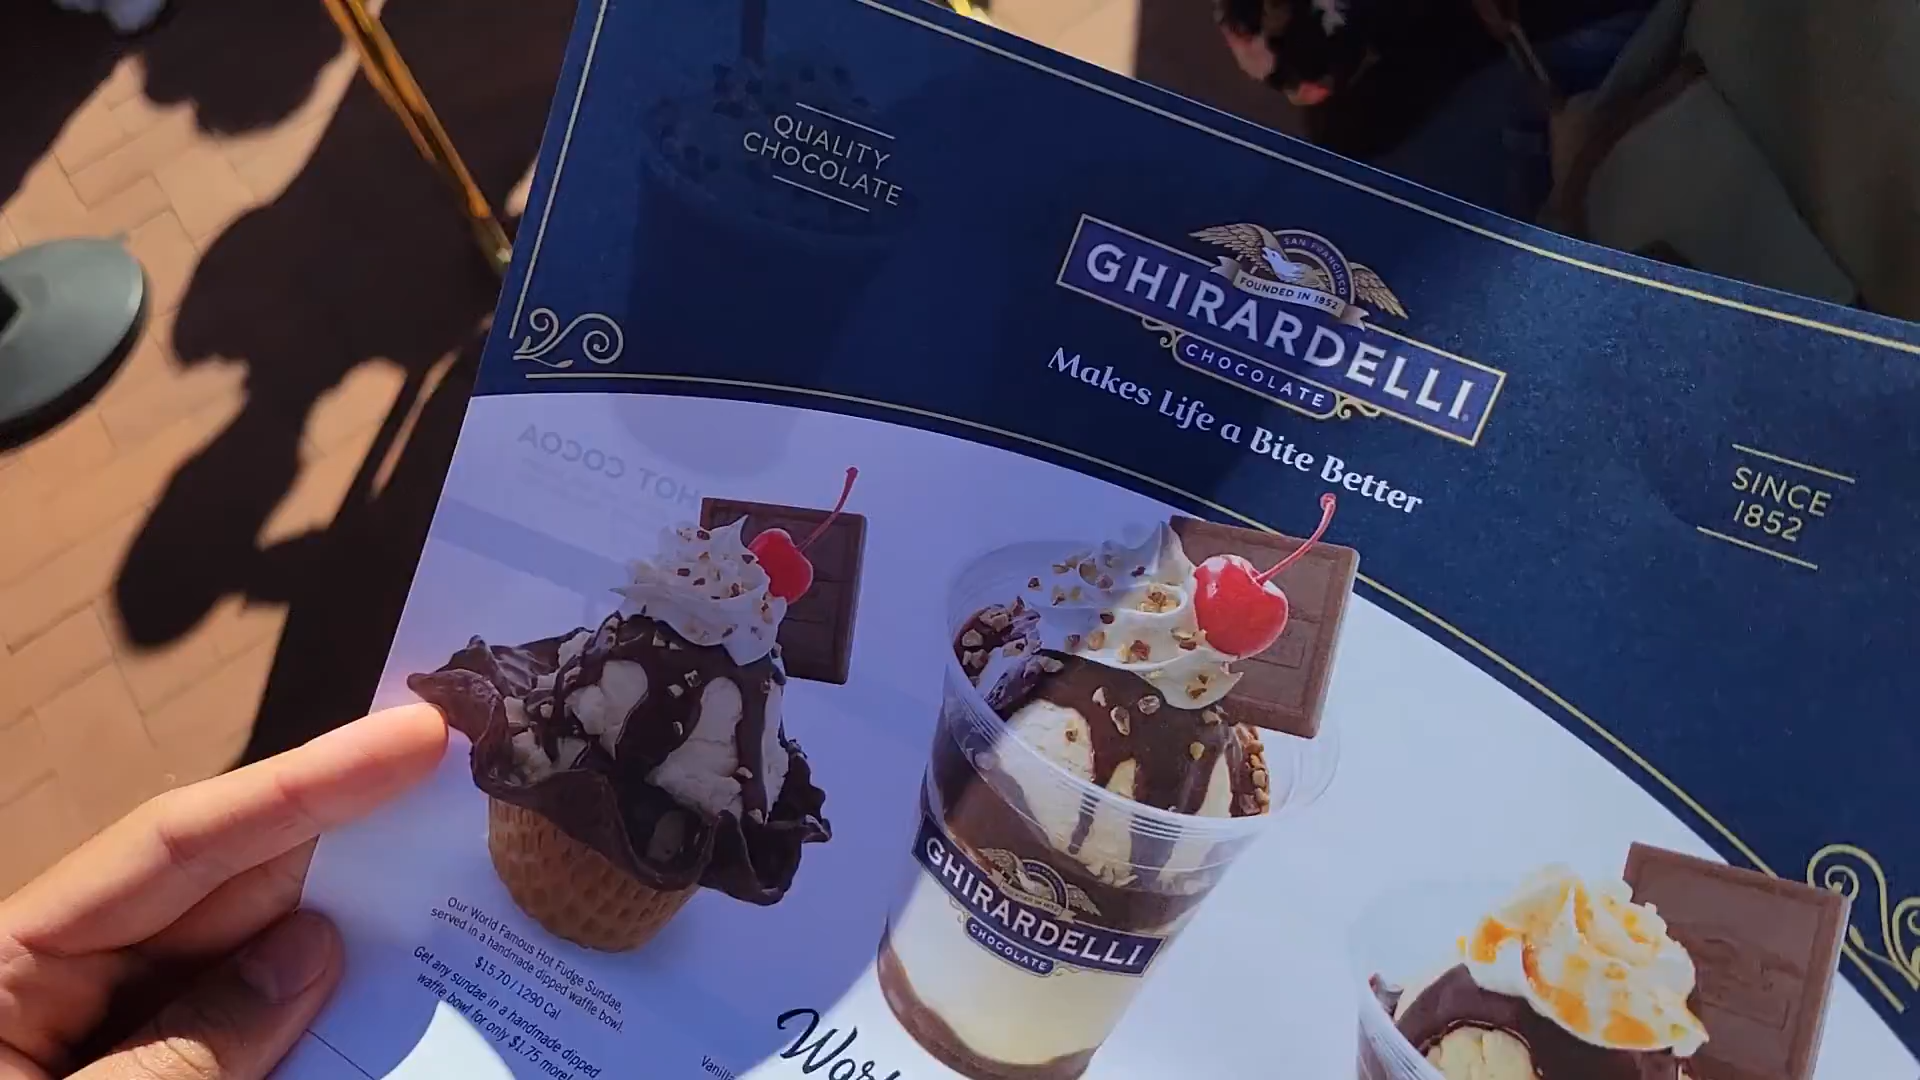 QUALITY
CHOCOLATE
SAN FRANCISCO
FOUNDED IN 1852
GHIRARDELLI
CHOCOLATE
Makes Life a Bite Better
SINCE
1852
HOT COCOA
GHIRARDELLI
CHOCOLATE
Our World Famous Hot Fudge Sundae,
served in a handmade dipped waffle bowl.
$15.70 / 1290 Cal
Get any sundae in a handmade dipped
waffle bowl for only $1.75 more!